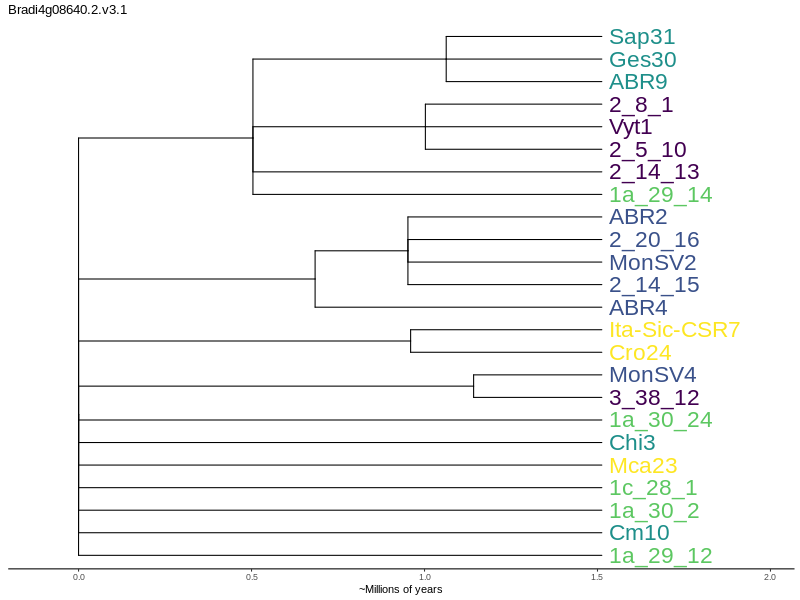 Bradi4g08640.2.v3.1
Sap31
Ges30
ABR9
2_8_1
Vyt1
2_5_10
2_14_13
1a_29_14
ABR2
2_20_16
MonSV2
2_14_15
ABR4
Ita-Sic-CSR7
Cro24
MonSV4
3_38_12
1a_30_24
Chi3
Mca23
1c_28_1
1a_30_2
Cm10
1a_29_12
0.0 0.5 1.0 1.5 2.0
~Millions of years